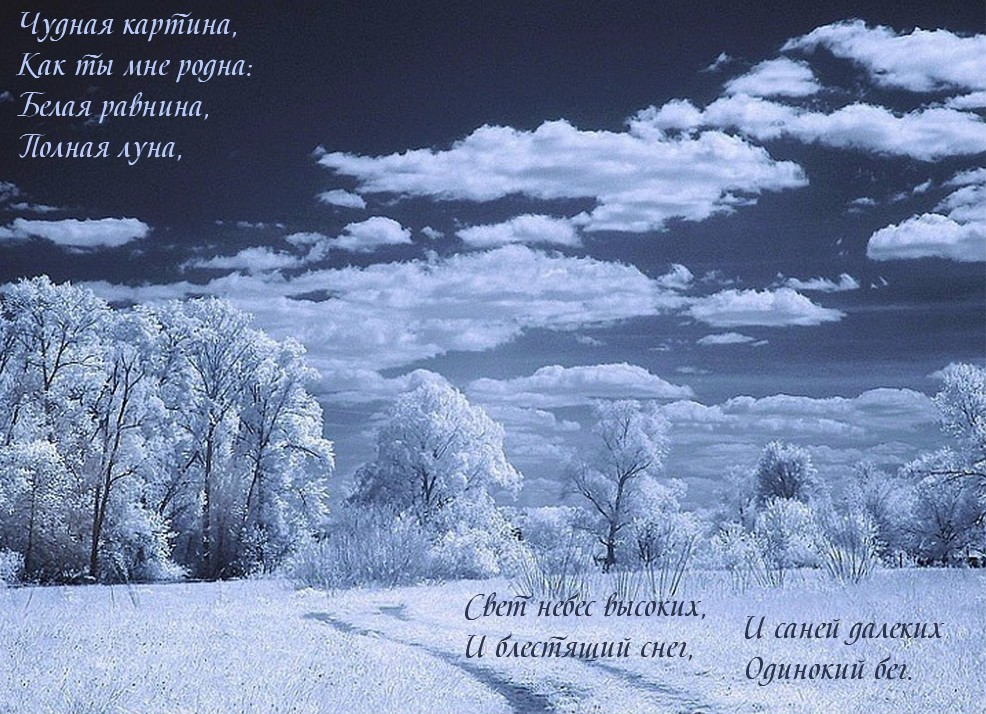 Чудная картина,
Как ты мне родна:
Белая равнина,
Полная луна,
Свет небес высоких,
И блестящий снег,
И саней далеких
Одинокий бег.